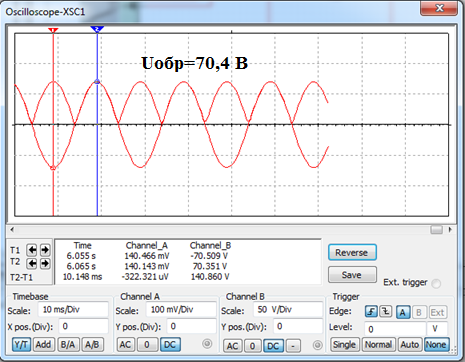 Oscilloscope-XSC1
1 2
Uобр=70,4 В
Time Channel_A Channel_B
T1 6.055 s 140.466 mV -70.509 V
T2 6.065 s 140.143 mV 70.351 V
T2-T1 10.148 ms -322.321 uV 140.860 V
Reverse
Save
Ext. trigger
Timebase Channel A Channel B Trigger
Scale: 10 ms/Div Scale: 100 mV/Div Scale: 50 V/Div Edge: A B Ext
X pos.(Div): 0 Y pos.(Div): 0 Y pos.(Div): 0 Level: 0 V
Y/T Add B/A A/B AC 0 DC AC 0 DC - Single Normal Auto None